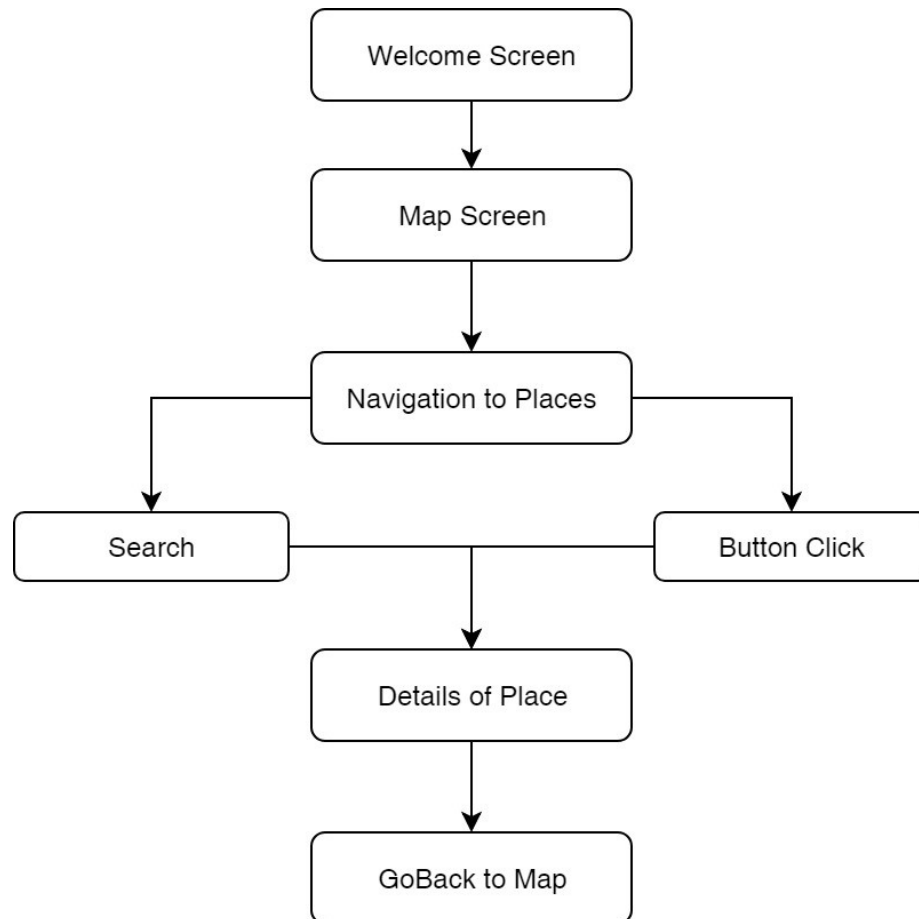 Welcome Screen
Map Screen
Navigation to Places
Search
Button Click
Details of Place
GoBack to Map